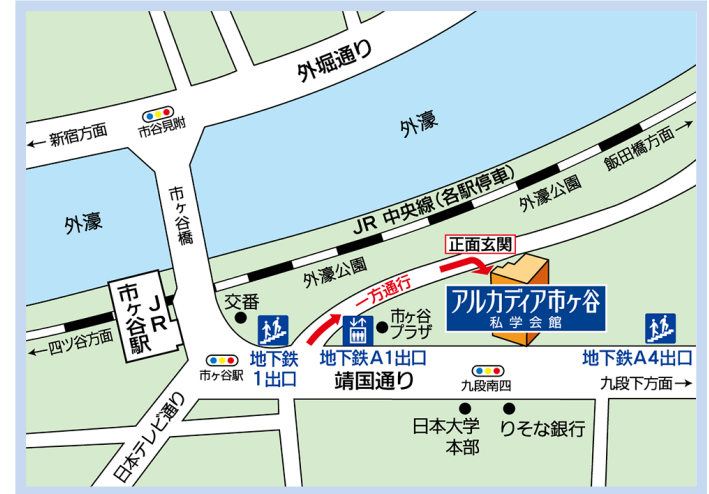 外堀通り
←新宿方面
市谷見附
外濠
飯田橋方面→
JR 中央線（各駅停車）
外濠公園
市ヶ谷橋
外濠
正面玄関
外濠公園
一方通行
アルカディア市ヶ谷
私学会館
JR
市ヶ谷駅
交番
市ヶ谷
プラザ
←四ツ谷方面
地下鉄
1出口
地下鉄A1出口
地下鉄A4出口
市ヶ谷駅
靖国通り
九段南四
九段下方面→
日本テレビ通り
日本大学
本部
りそな銀行